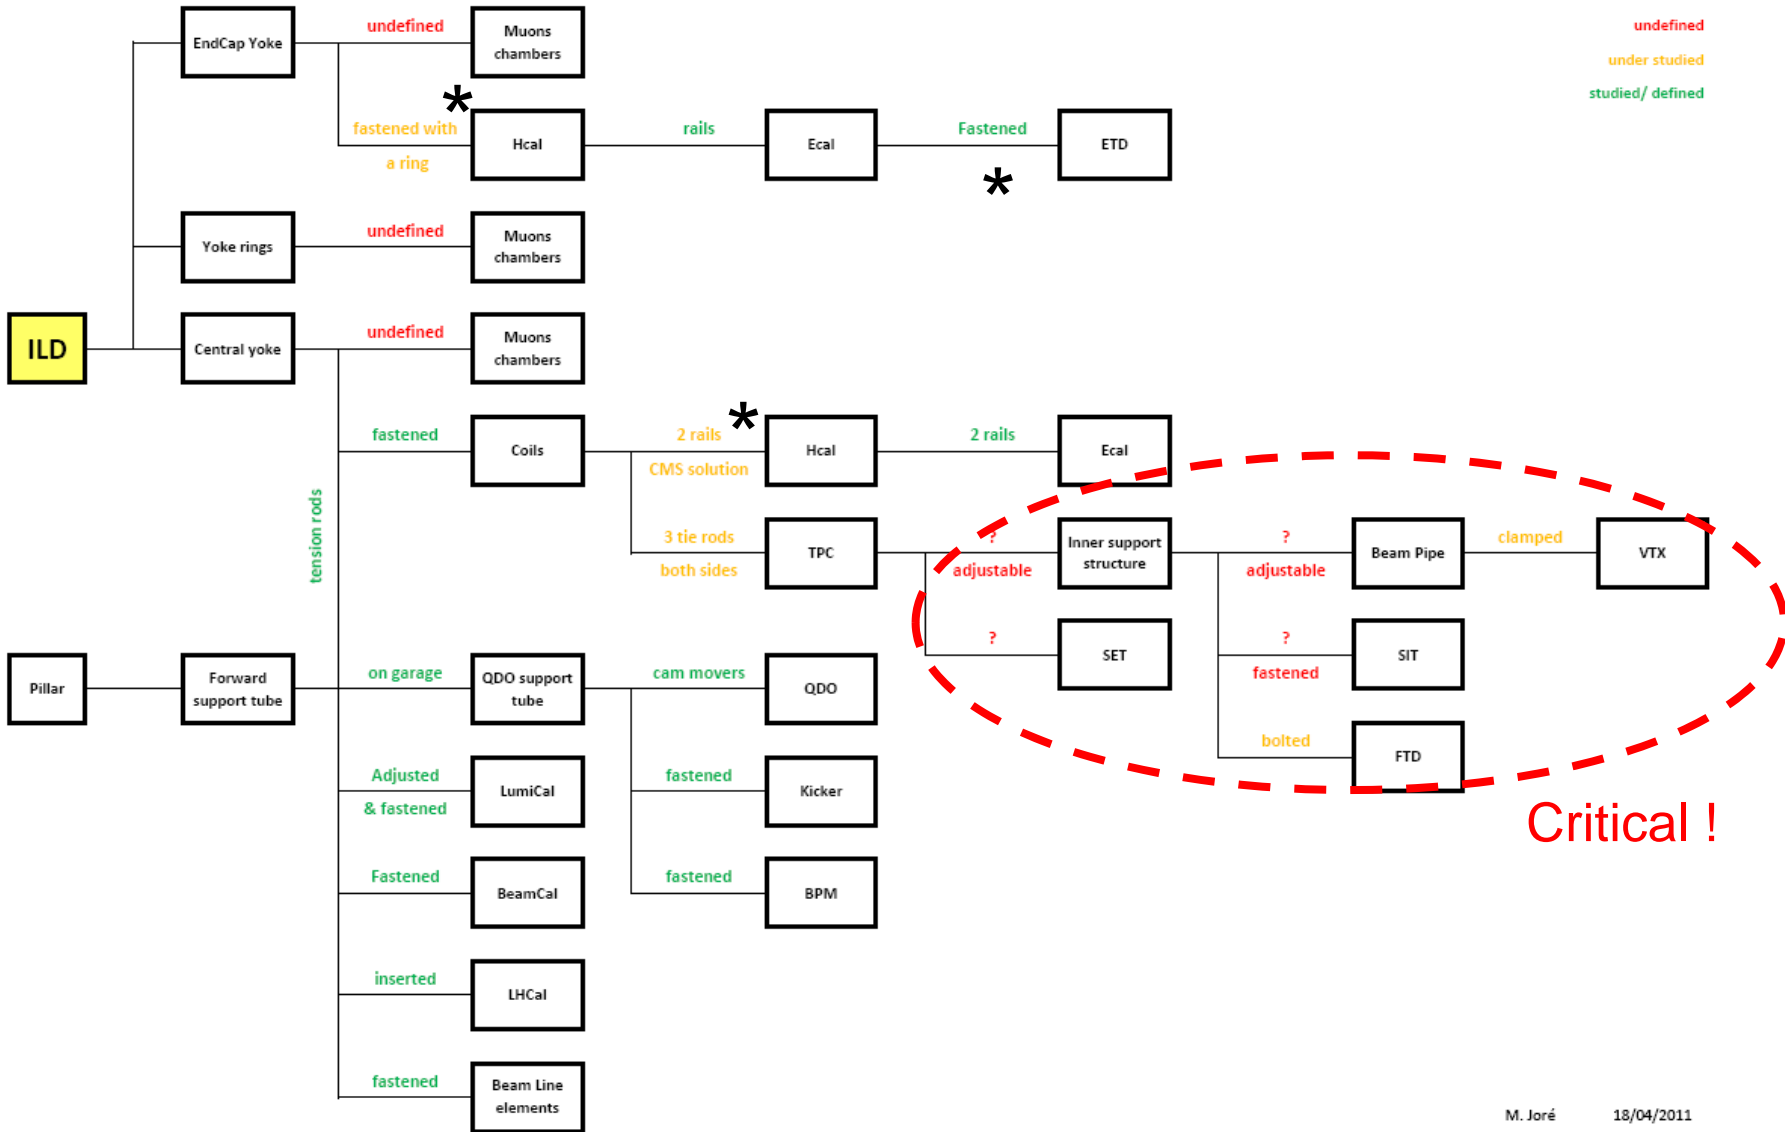 undefined
under studied
studied/ defined
EndCap Yoke
undefined
Muons
chambers
*
fastened with
a ring
Hcal
rails
Ecal
Fastened
*
ETD
Yoke rings
undefined
Muons
chambers
ILD
Central yoke
undefined
Muons
chambers
fastened
Coils
2 rails
CMS solution
*
Hcal
2 rails
Ecal
tension rods
3 tie rods
both sides
TPC
?
adjustable
Inner support
structure
?
adjustable
Beam Pipe
clamped
VTX
?
SET
?
fastened
SIT
bolted
FTD
Critical !
Pillar
Forward
support tube
on garage
QDO support
tube
cam movers
QDO
Adjusted
& fastened
LumiCal
fastened
Kicker
Fastened
BeamCal
fastened
BPM
inserted
LHCal
fastened
Beam Line
elements
M. Joré 18/04/2011